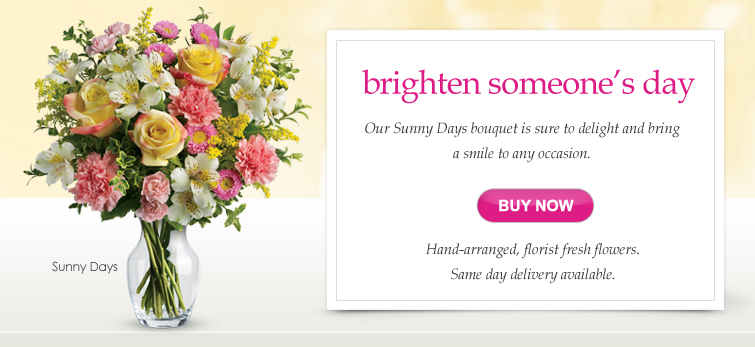 brighten someone's day
Our Sunny Days bouquet is sure to delight and bring
a smile to any occasion.
BUY NOW
Hand-arranged, florist fresh flowers.
Same day delivery available.
Sunny Days